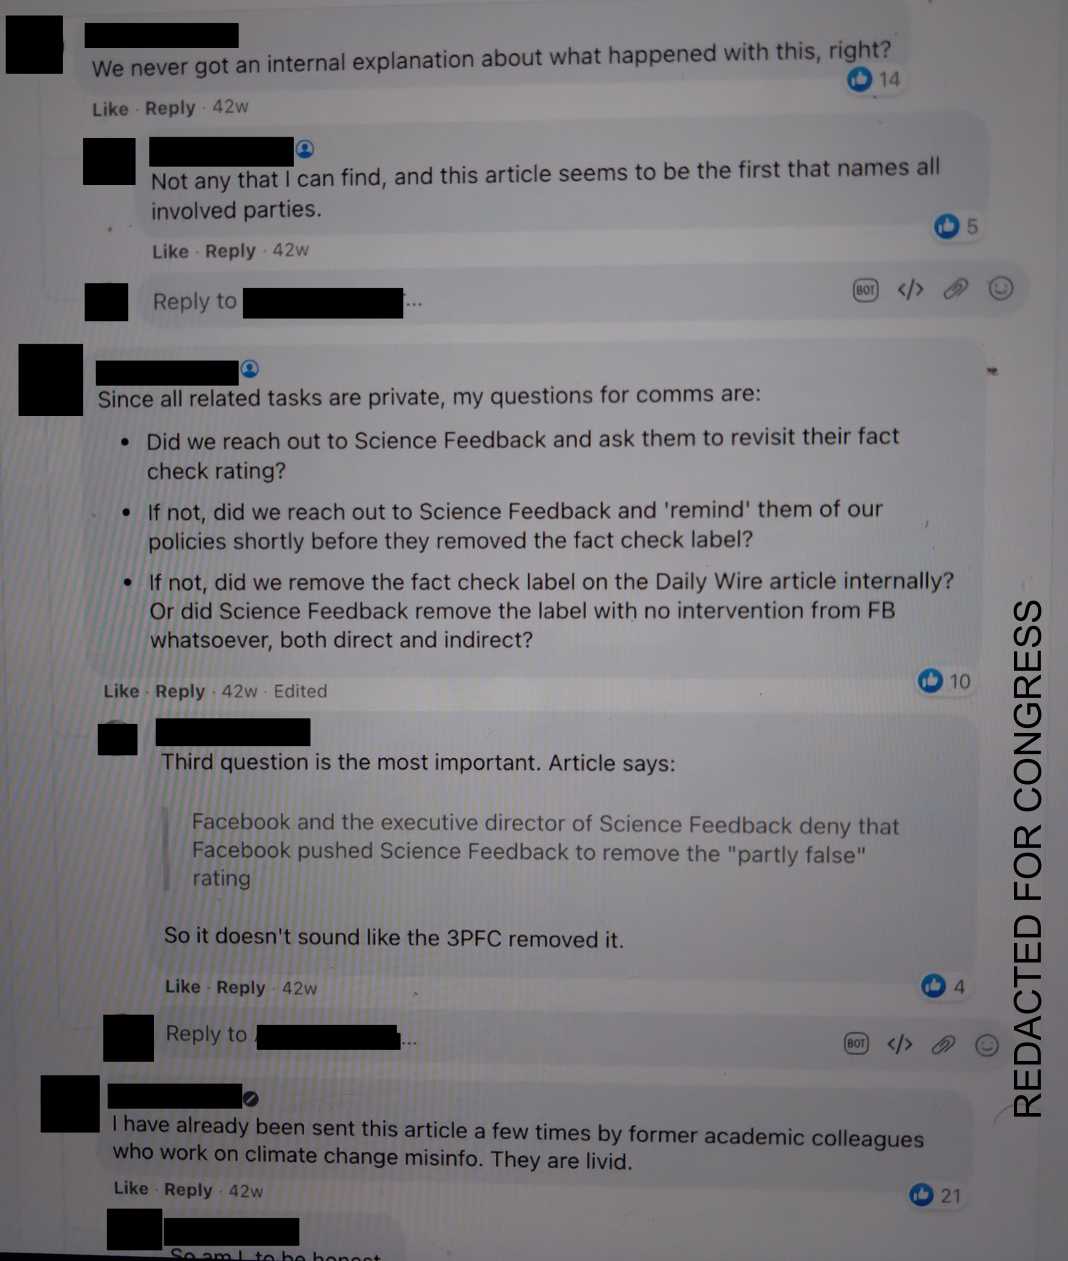 We never got an internal explanation about what happened with this, right?
14
Like · Reply · 42w
Not any that I can find, and this article seems to be the first that names all
involved parties.
5
Like · Reply · 42w
Reply to ...
BOT </>
Since all related tasks are private, my questions for comms are:
• Did we reach out to Science Feedback and ask them to revisit their fact
check rating?
• If not, did we reach out to Science Feedback and 'remind' them of our
policies shortly before they removed the fact check label?
• If not, did we remove the fact check label on the Daily Wire article internally?
Or did Science Feedback remove the label with no intervention from FB
whatsoever, both direct and indirect?
10
Like · Reply · 42w · Edited
Third question is the most important. Article says:
Facebook and the executive director of Science Feedback deny that
Facebook pushed Science Feedback to remove the "partly false"
rating
So it doesn't sound like the 3PFC removed it.
Like · Reply · 42w
4
Reply to ...
BOT </>
I have already been sent this article a few times by former academic colleagues
who work on climate change misinfo. They are livid.
Like · Reply · 42w
21
So am I, to be honest
REDACTED FOR CONGRESS